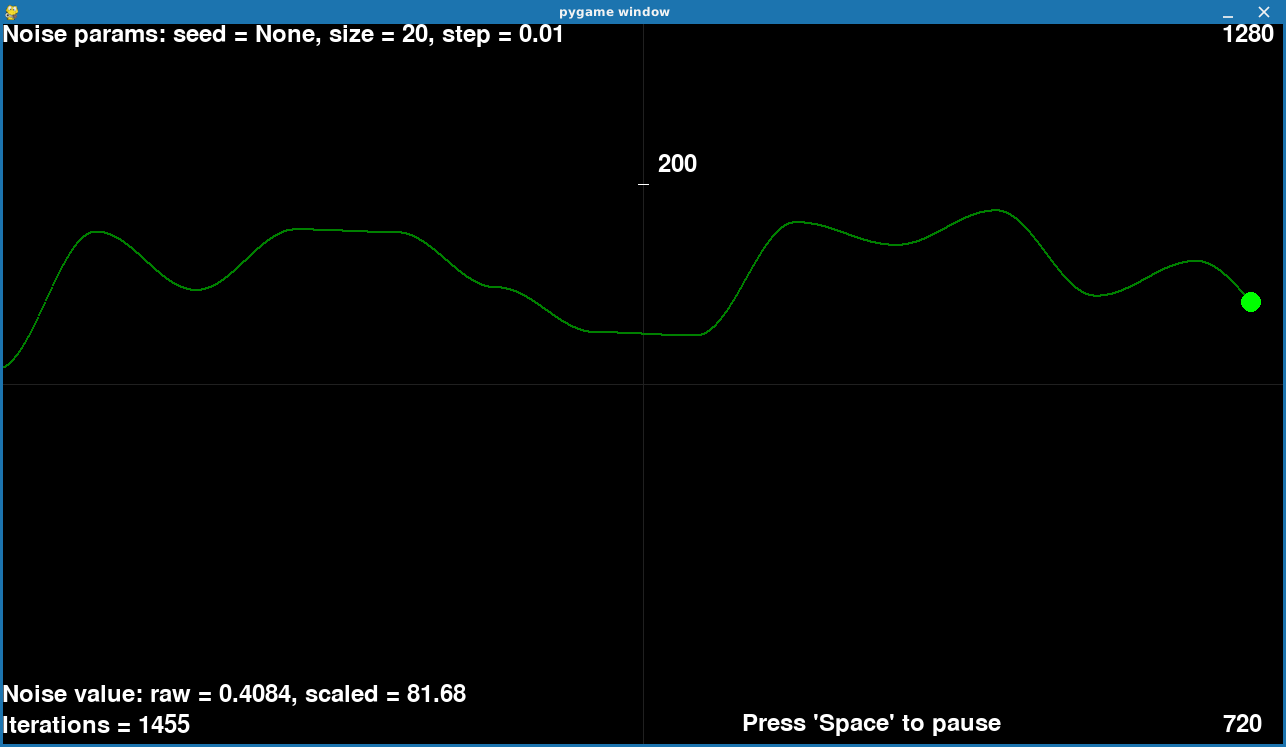 pygame window
Noise params: seed = None, size = 20, step = 0.01
1280
200
Noise value: raw = 0.4084, scaled = 81.68
Iterations = 1455
Press 'Space' to pause
720